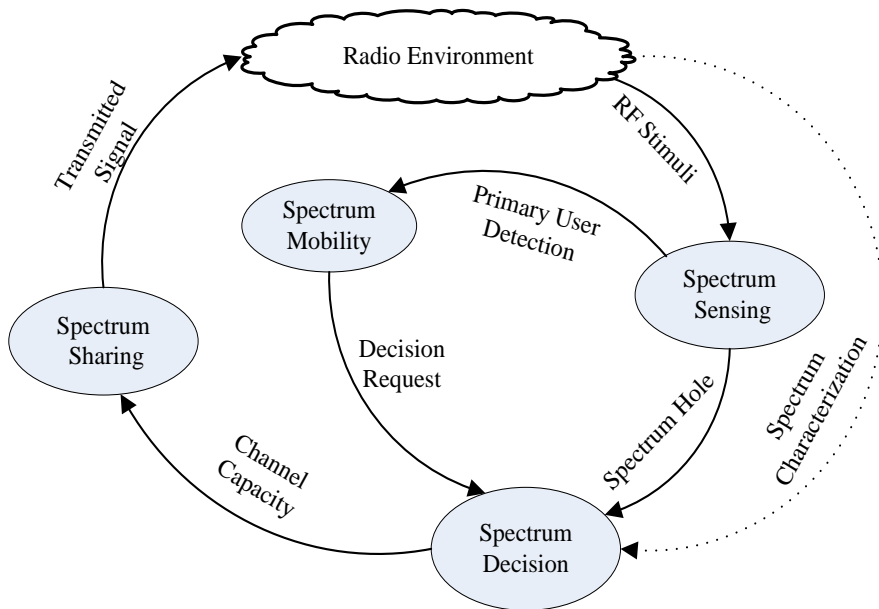 Radio Environment
RF Stimuli
Transmitted
Signal
Primary User
Detection
Spectrum
Mobility
Spectrum
Sensing
Spectrum
Sharing
Decision
Request
Spectrum Hole
Spectrum
Characterization
Channel
Capacity
Spectrum
Decision